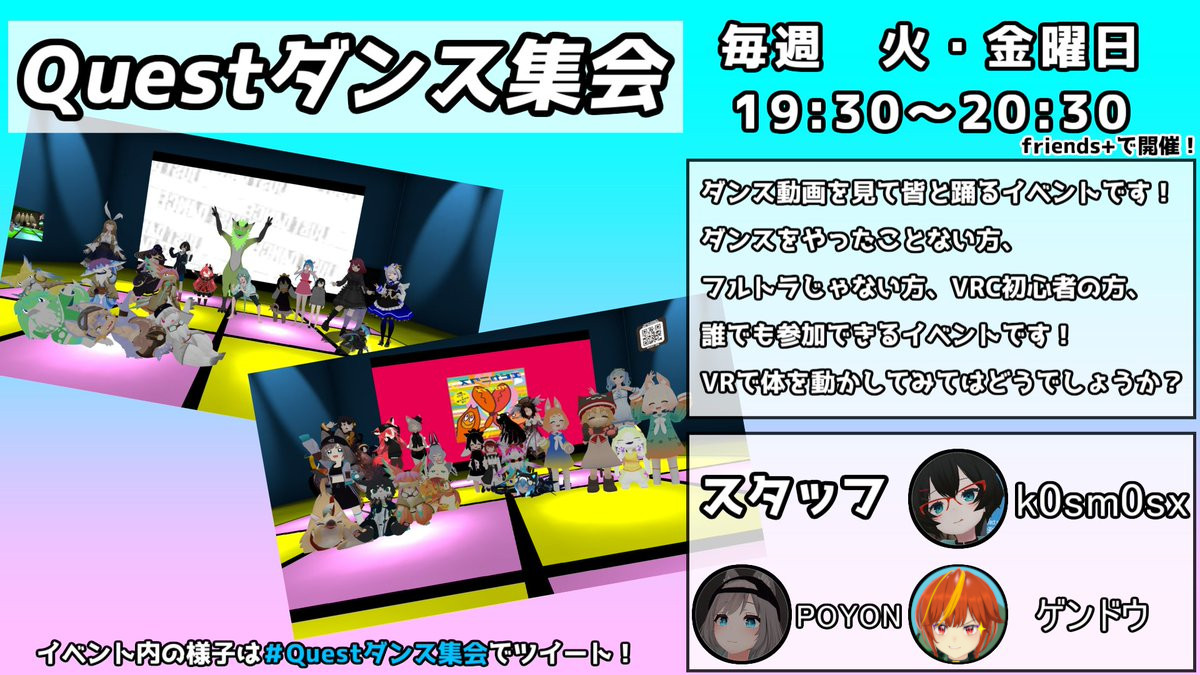 Questダンス集会
毎週　火・金曜日
19:30〜20:30
friends+で開催！
ダンス動画を見て皆と踊るイベントです！
ダンスをやったことない方、
フルトラじゃない方、VRC初心者の方、
誰でも参加できるイベントです！
VRで体を動かしてみてはどうでしょうか？
スタッフ
k0sm0sx
POYON
ゲンドウ
イベント内の様子は#Questダンス集会でツイート！